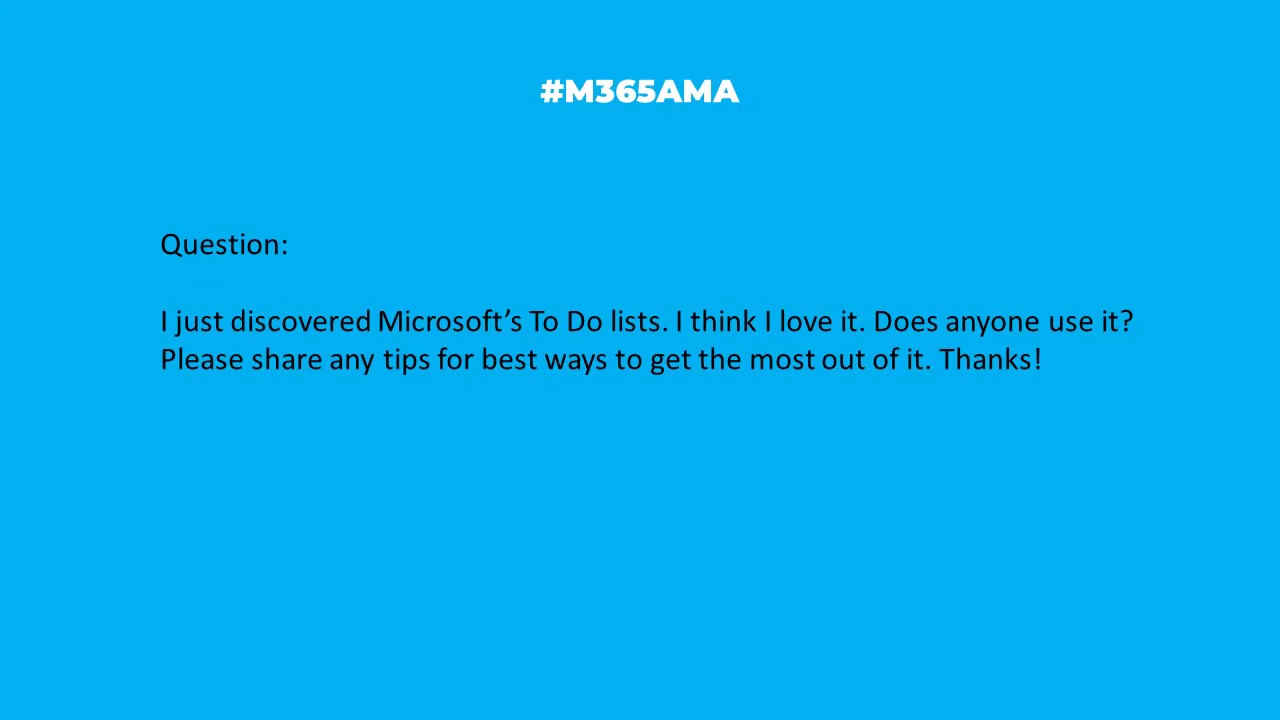 #M365AMA
Question:
I just discovered Microsoft’s To Do lists. I think I love it. Does anyone use it?
Please share any tips for best ways to get the most out of it. Thanks!